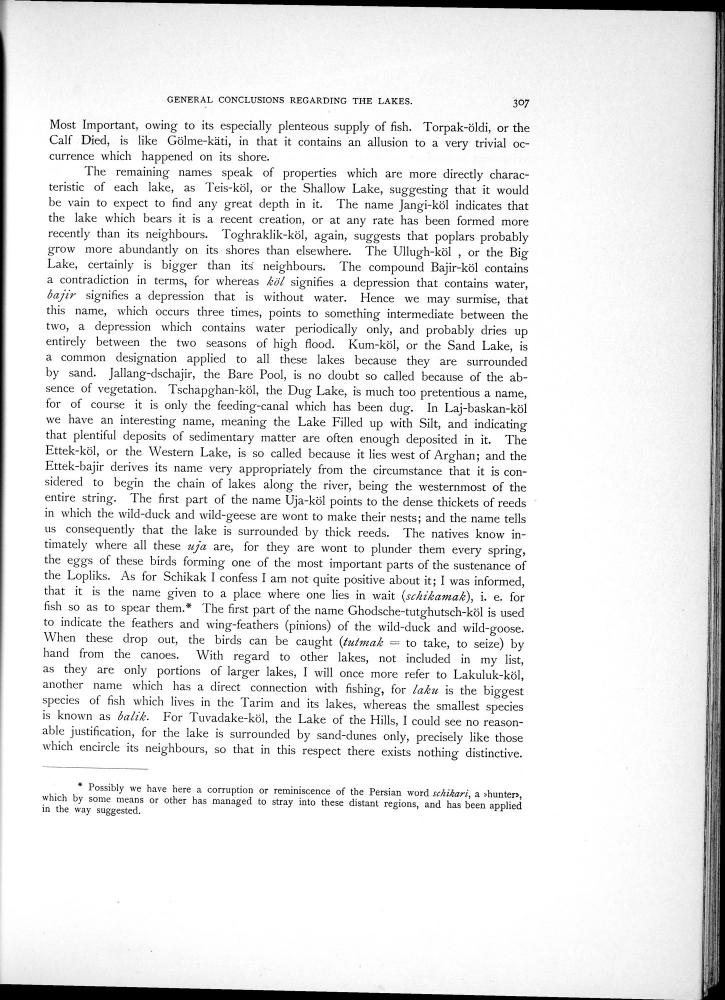 GENERAL CONCLUSIONS REGARDING THE LAKES. 307
Most Important, owing to its especially plenteous supply of fish. Torpak-öldi, or the
Calf Died, is like Gölme-käti, in that it contains an allusion to a very trivial oc-
currence which happened on its shore.
The remaining names speak of properties which are more directly charac-
teristic of each lake, as Teis-köl, or the Shallow Lake, suggesting that it would
be vain to expect to find any great depth in it. The name Jangi-köl indicates that
the lake which bears it is a recent creation, or at any rate has been formed more
recently than its neighbours. Toghraklik-köl, again, suggests that poplars probably
grow more abundantly on its shores than elsewhere. The Ullugh-köl , or the Big
Lake, certainly is bigger than its neighbours. The compound Bajir-köl contains
a contradiction in terms, for whereas köl signifies a depression that contains water,
bajir signifies a depression that is without water. Hence we may surmise, that
this name, which occurs three times, points to something intermediate between the
two, a depression which contains water periodically only, and probably dries up
entirely between the two seasons of high flood. Kum-köl, or the Sand Lake, is
a common designation applied to all these lakes because they are surrounded
by sand. Jallang-dschajir, the Bare Pool, is no doubt so called because of the ab-
sence of vegetation. Tschapghan-köl, the Dug Lake, is much too pretentious a name,
for of course it is only the feeding-canal which has been dug. In Laj-baskan-köl
we have an interesting name, meaning the Lake Filled up with Silt, and indicating
that plentiful deposits of sedimentary matter are often enough deposited in it. The
Ettek-köl, or the Western Lake, is so called because it lies west of Arghan; and the
Ettek-bajir derives its name very appropriately from the circumstance that it is con-
sidered to begin the chain of lakes along the river, being the westernmost of the
entire string. The first part of the name Uja-köl points to the dense thickets of reeds
in which the wild-duck and wild-geese are wont to make their nests; and the name tells
us consequently that the lake is surrounded by thick reeds. The natives know in-
timately where all these uja are, for they are wont to plunder them every spring,
the eggs of these birds forming one of the most important parts of the sustenance of
the Lopliks. As for Schikak I confess I am not quite positive about it; I was informed,
that it is the name given to a place where one lies in wait (schikamak), i. e. for
fish so as to spear them.* The first part of the name Ghodsche-tutghutsch-köl is used
to indicate the feathers and wing-feathers (pinions) of the wild-duck and wild-goose.
When these drop out, the birds can be caught (tutmak = to take, to seize) by
hand from the canoes. With regard to other lakes, not included in my list,
as they are only portions of larger lakes, I will once more refer to Lakuluk-köl,
another name which has a direct connection with fishing, for laku is the biggest
species of fish which lives in the Tarim and its lakes, whereas the smallest species
is known as balik. For Tuvadake-köl, the Lake of the Hills, I could see no reason-
able justification, for the lake is surrounded by sand-dunes only, precisely like those
which encircle its neighbours, so that in this respect there exists nothing distinctive.
* Possibly we have here a corruption or reminiscence of the Persian word schikari, a »hunter»,
which by some means or other has managed to stray into these distant regions, and has been applied
in the way suggested.